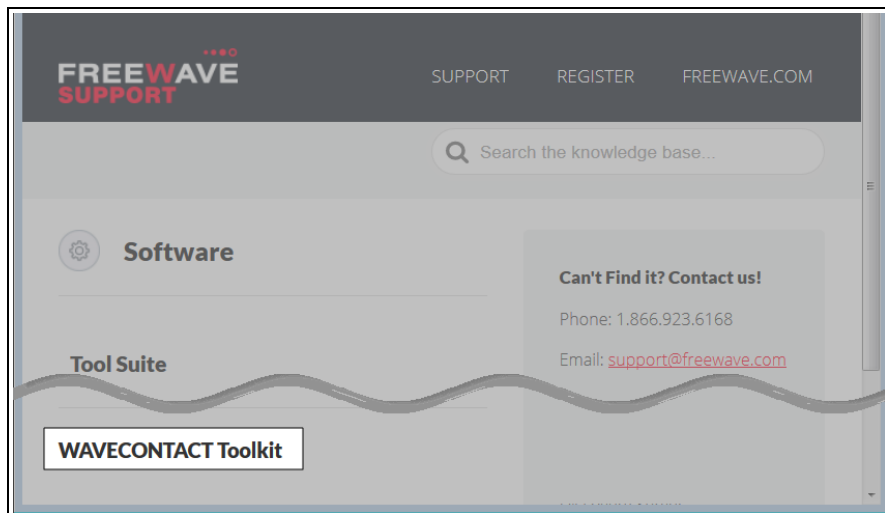 FREEWAVE
SUPPORT
SUPPORT REGISTER FREEWAVE.COM
Search the knowledge base...
Software
Can't Find it? Contact us!
Phone: 1.866.923.6168
Email: support@freewave.com
Tool Suite
WAVECONTACT Toolkit